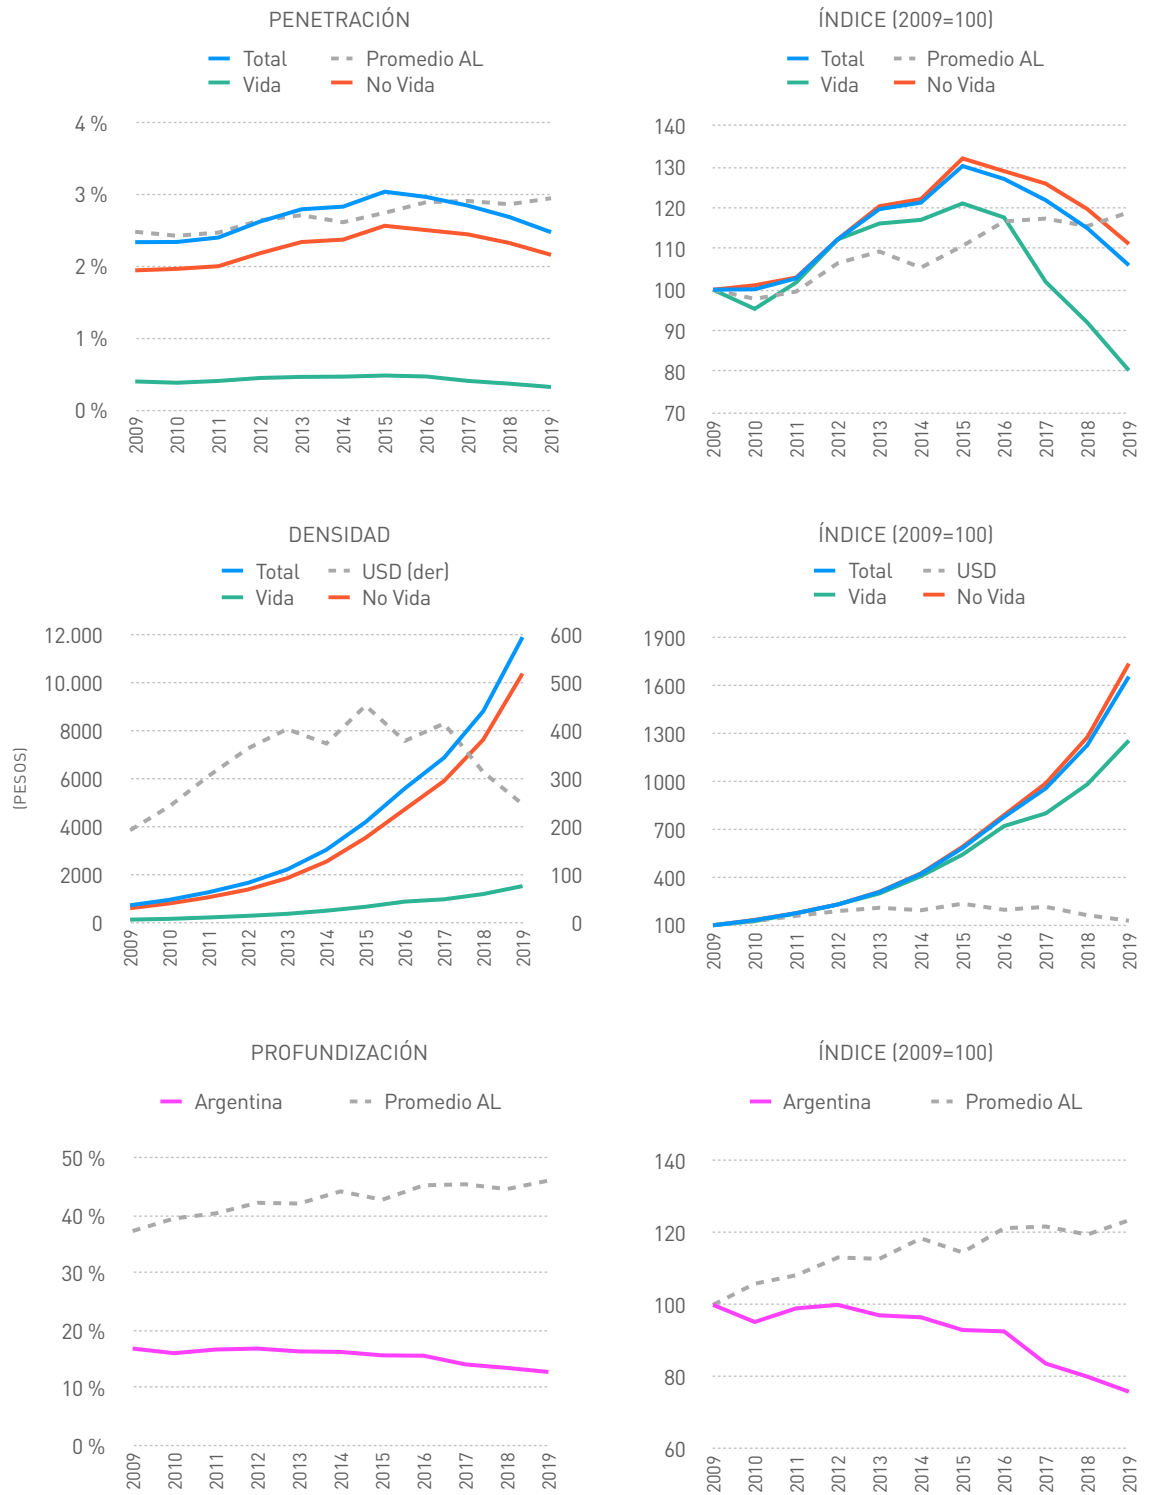 PENETRACIÓN
Total Promedio AL
Vida No Vida
4 %
3 %
2 %
1 %
0 %
2009 2010 2011 2012 2013 2014 2015 2016 2017 2018 2019
ÍNDICE (2009=100)
Total Promedio AL
Vida No Vida
140
130
120
110
100
90
80
70
2009 2010 2011 2012 2013 2014 2015 2016 2017 2018 2019
DENSIDAD
Total USD (der)
Vida No Vida
(PESOS)
12.000 600
10.000 500
8000 400
6000 300
4000 200
2000 100
0 0
2009 2010 2011 2012 2013 2014 2015 2016 2017 2018 2019
ÍNDICE (2009=100)
Total USD
Vida No Vida
1900
1600
1300
1000
700
400
100
2009 2010 2011 2012 2013 2014 2015 2016 2017 2018 2019
PROFUNDIZACIÓN
Argentina Promedio AL
50 %
40 %
30 %
20 %
10 %
0 %
2009 2010 2011 2012 2013 2014 2015 2016 2017 2018 2019
ÍNDICE (2009=100)
Argentina Promedio AL
140
120
100
80
60
2009 2010 2011 2012 2013 2014 2015 2016 2017 2018 2019